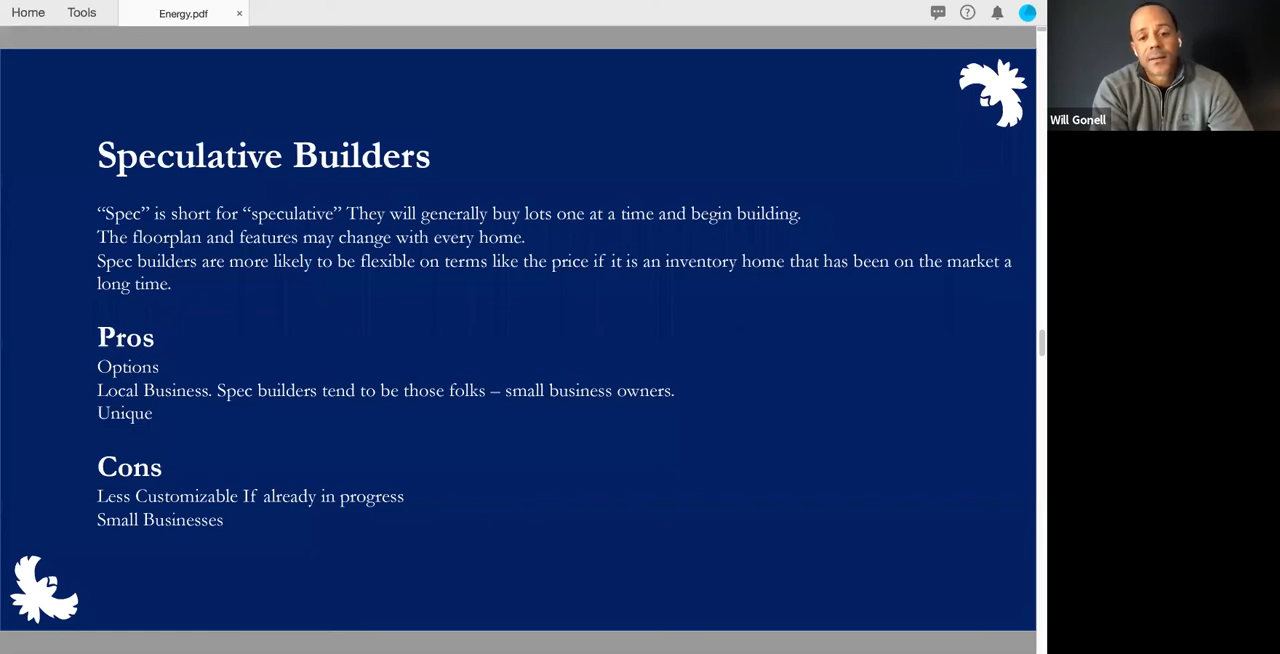 Home Tools Energy.pdf ×
Speculative Builders
“Spec” is short for “speculative” They will generally buy lots one at a time and begin building.
The floorplan and features may change with every home.
Spec builders are more likely to be flexible on terms like the price if it is an inventory home that has been on the market a
long time.
Pros
Options
Local Business. Spec builders tend to be those folks – small business owners.
Unique
Cons
Less Customizable If already in progress
Small Businesses
Will Gonell